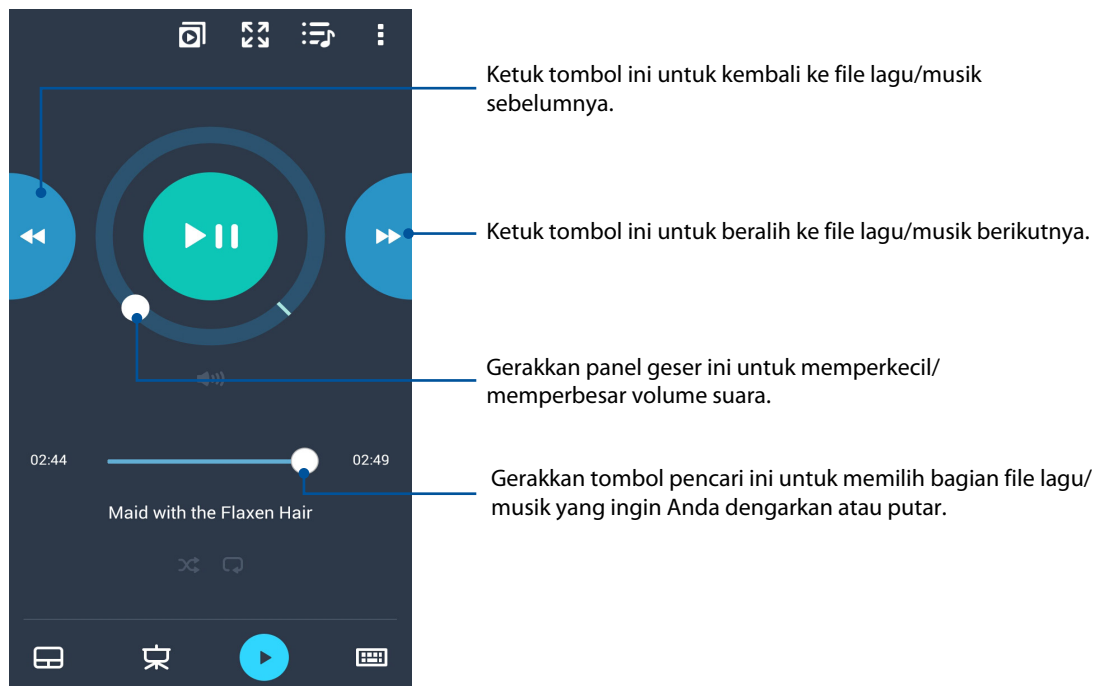 Ketuk tombol ini untuk kembali ke file lagu/musik
sebelumnya.
Ketuk tombol ini untuk beralih ke file lagu/musik berikutnya.
Gerakkan panel geser ini untuk memperkecil/
memperbesar volume suara.
02:44
02:49
Gerakkan tombol pencari ini untuk memilih bagian file lagu/
musik yang ingin Anda dengarkan atau putar.
Maid with the Flaxen Hair